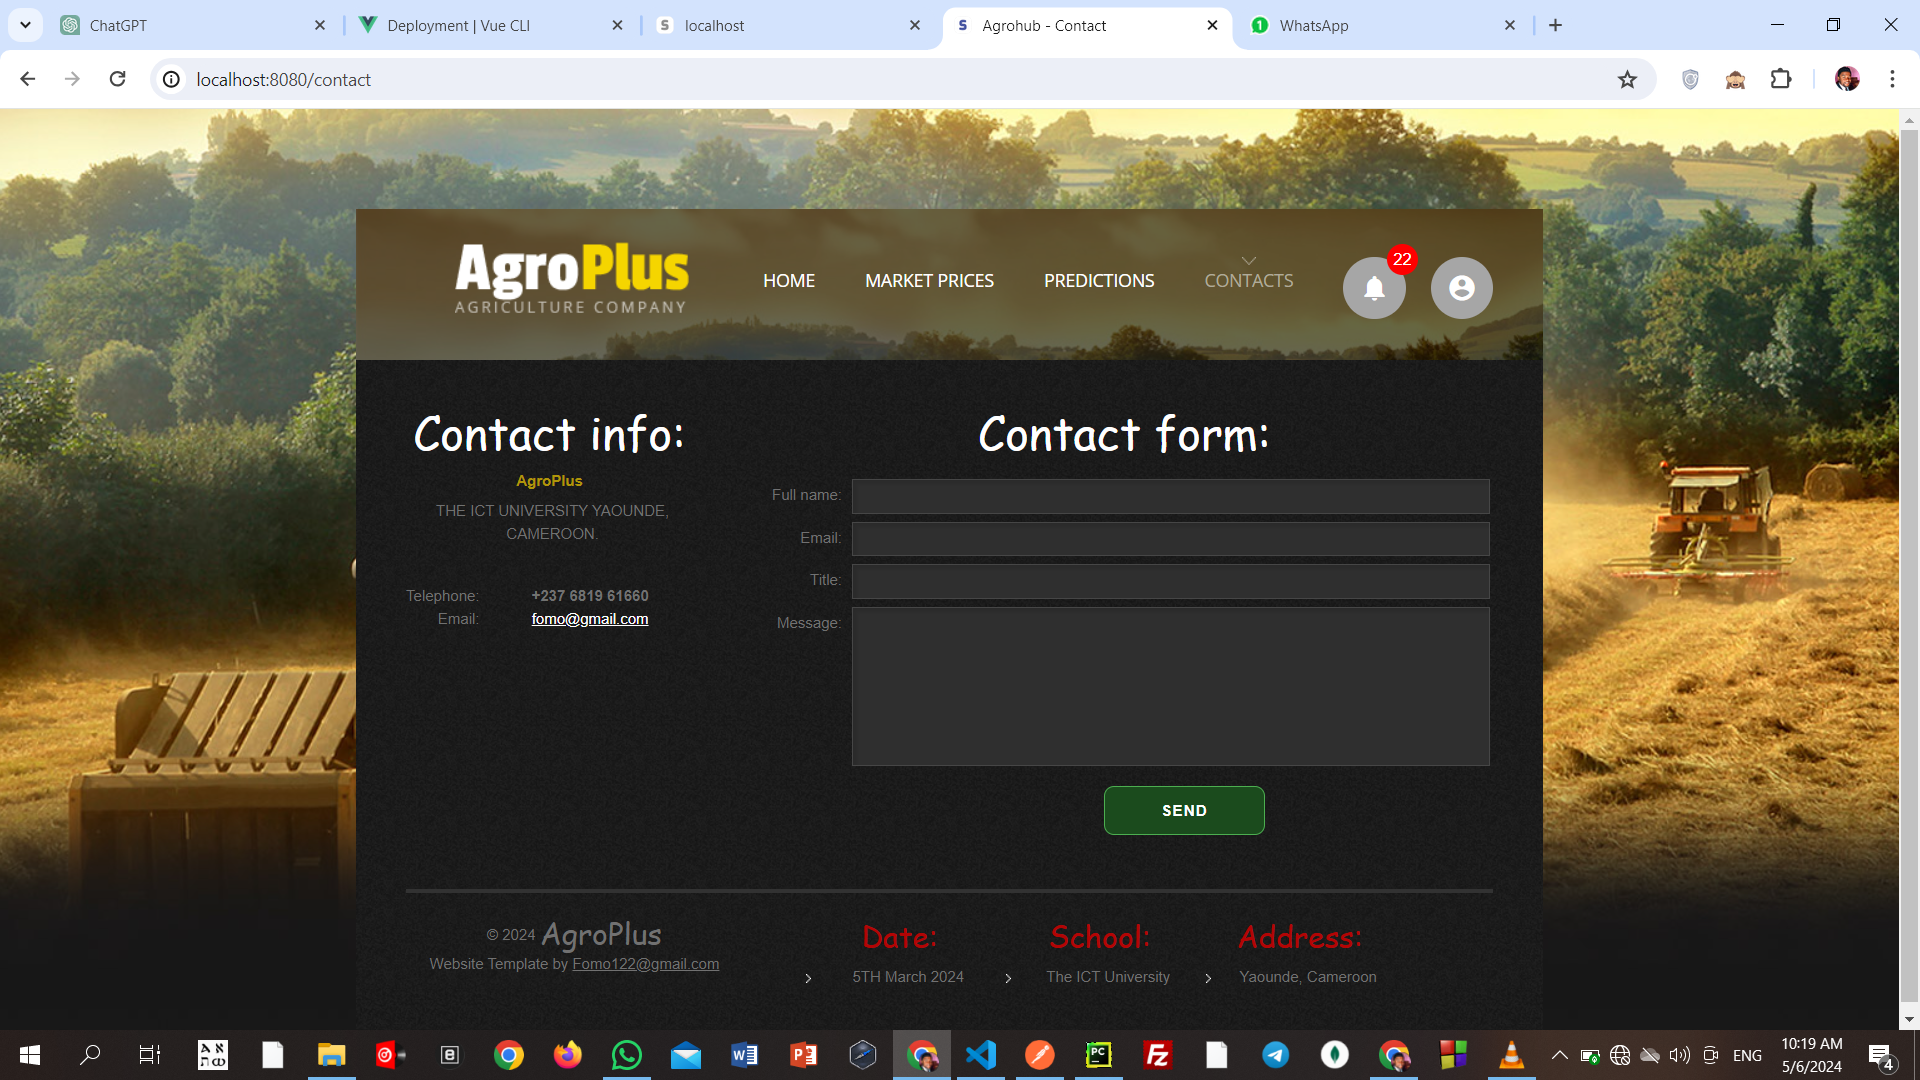 ChatGPT
Deployment | Vue CLI
localhost
Agrohub - Contact
WhatsApp
localhost:8080/contact
AgroPlus
AGRICULTURE COMPANY
HOME
MARKET PRICES
PREDICTIONS
CONTACTS
22
Contact info:
AgroPlus
THE ICT UNIVERSITY YAOUNDE,
CAMEROON.
Telephone: +237 6819 61660
Email: fomo@gmail.com
Contact form:
Full name:
Email:
Title:
Message:
SEND
© 2024 AgroPlus
Website Template by Fomo122@gmail.com
Date:
5TH March 2024
School:
The ICT University
Address:
Yaounde, Cameroon
ENG
10:19 AM
5/6/2024
4